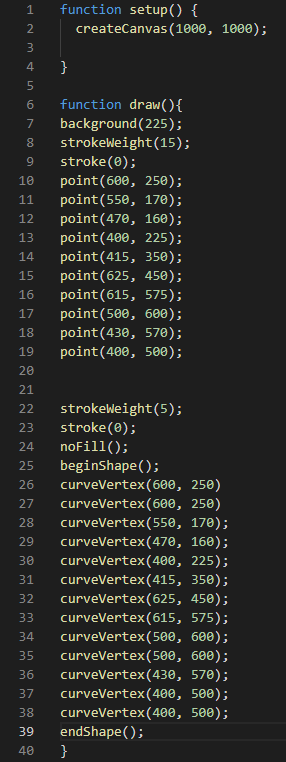 1 function setup() {
2 createCanvas(1000, 1000);
3
4 }
5
6 function draw(){
7 background(225);
8 strokeWeight(15);
9 stroke(0);
10 point(600, 250);
11 point(550, 170);
12 point(470, 160);
13 point(400, 225);
14 point(415, 350);
15 point(625, 450);
16 point(615, 575);
17 point(500, 600);
18 point(430, 570);
19 point(400, 500);
20
21
22 strokeWeight(5);
23 stroke(0);
24 noFill();
25 beginShape();
26 curveVertex(600, 250)
27 curveVertex(600, 250)
28 curveVertex(550, 170);
29 curveVertex(470, 160);
30 curveVertex(400, 225);
31 curveVertex(415, 350);
32 curveVertex(625, 450);
33 curveVertex(615, 575);
34 curveVertex(500, 600);
35 curveVertex(500, 600);
36 curveVertex(430, 570);
37 curveVertex(400, 500);
38 curveVertex(400, 500);
39 endShape();
40 }